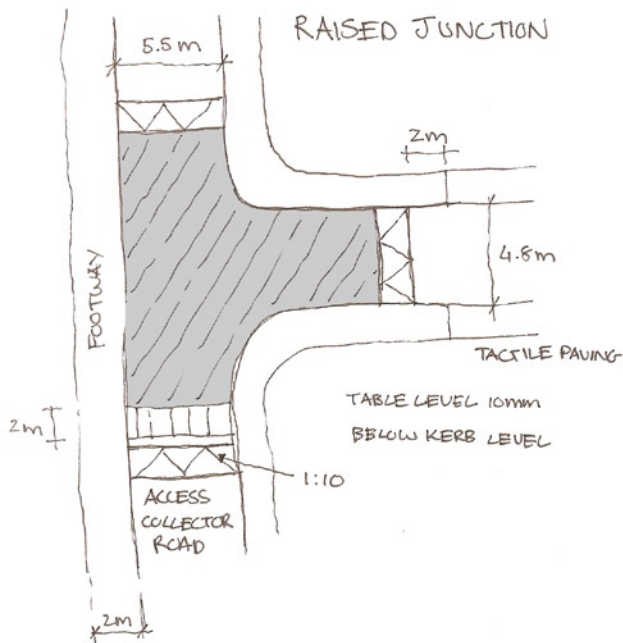 RAISED JUNCTION
5.5m
2m
4.8m
FOOTWAY
TACTILE PAVING
TABLE LEVEL 10mm
BELOW KERB LEVEL
2m
1:10
ACCESS
COLLECTOR
ROAD
2m